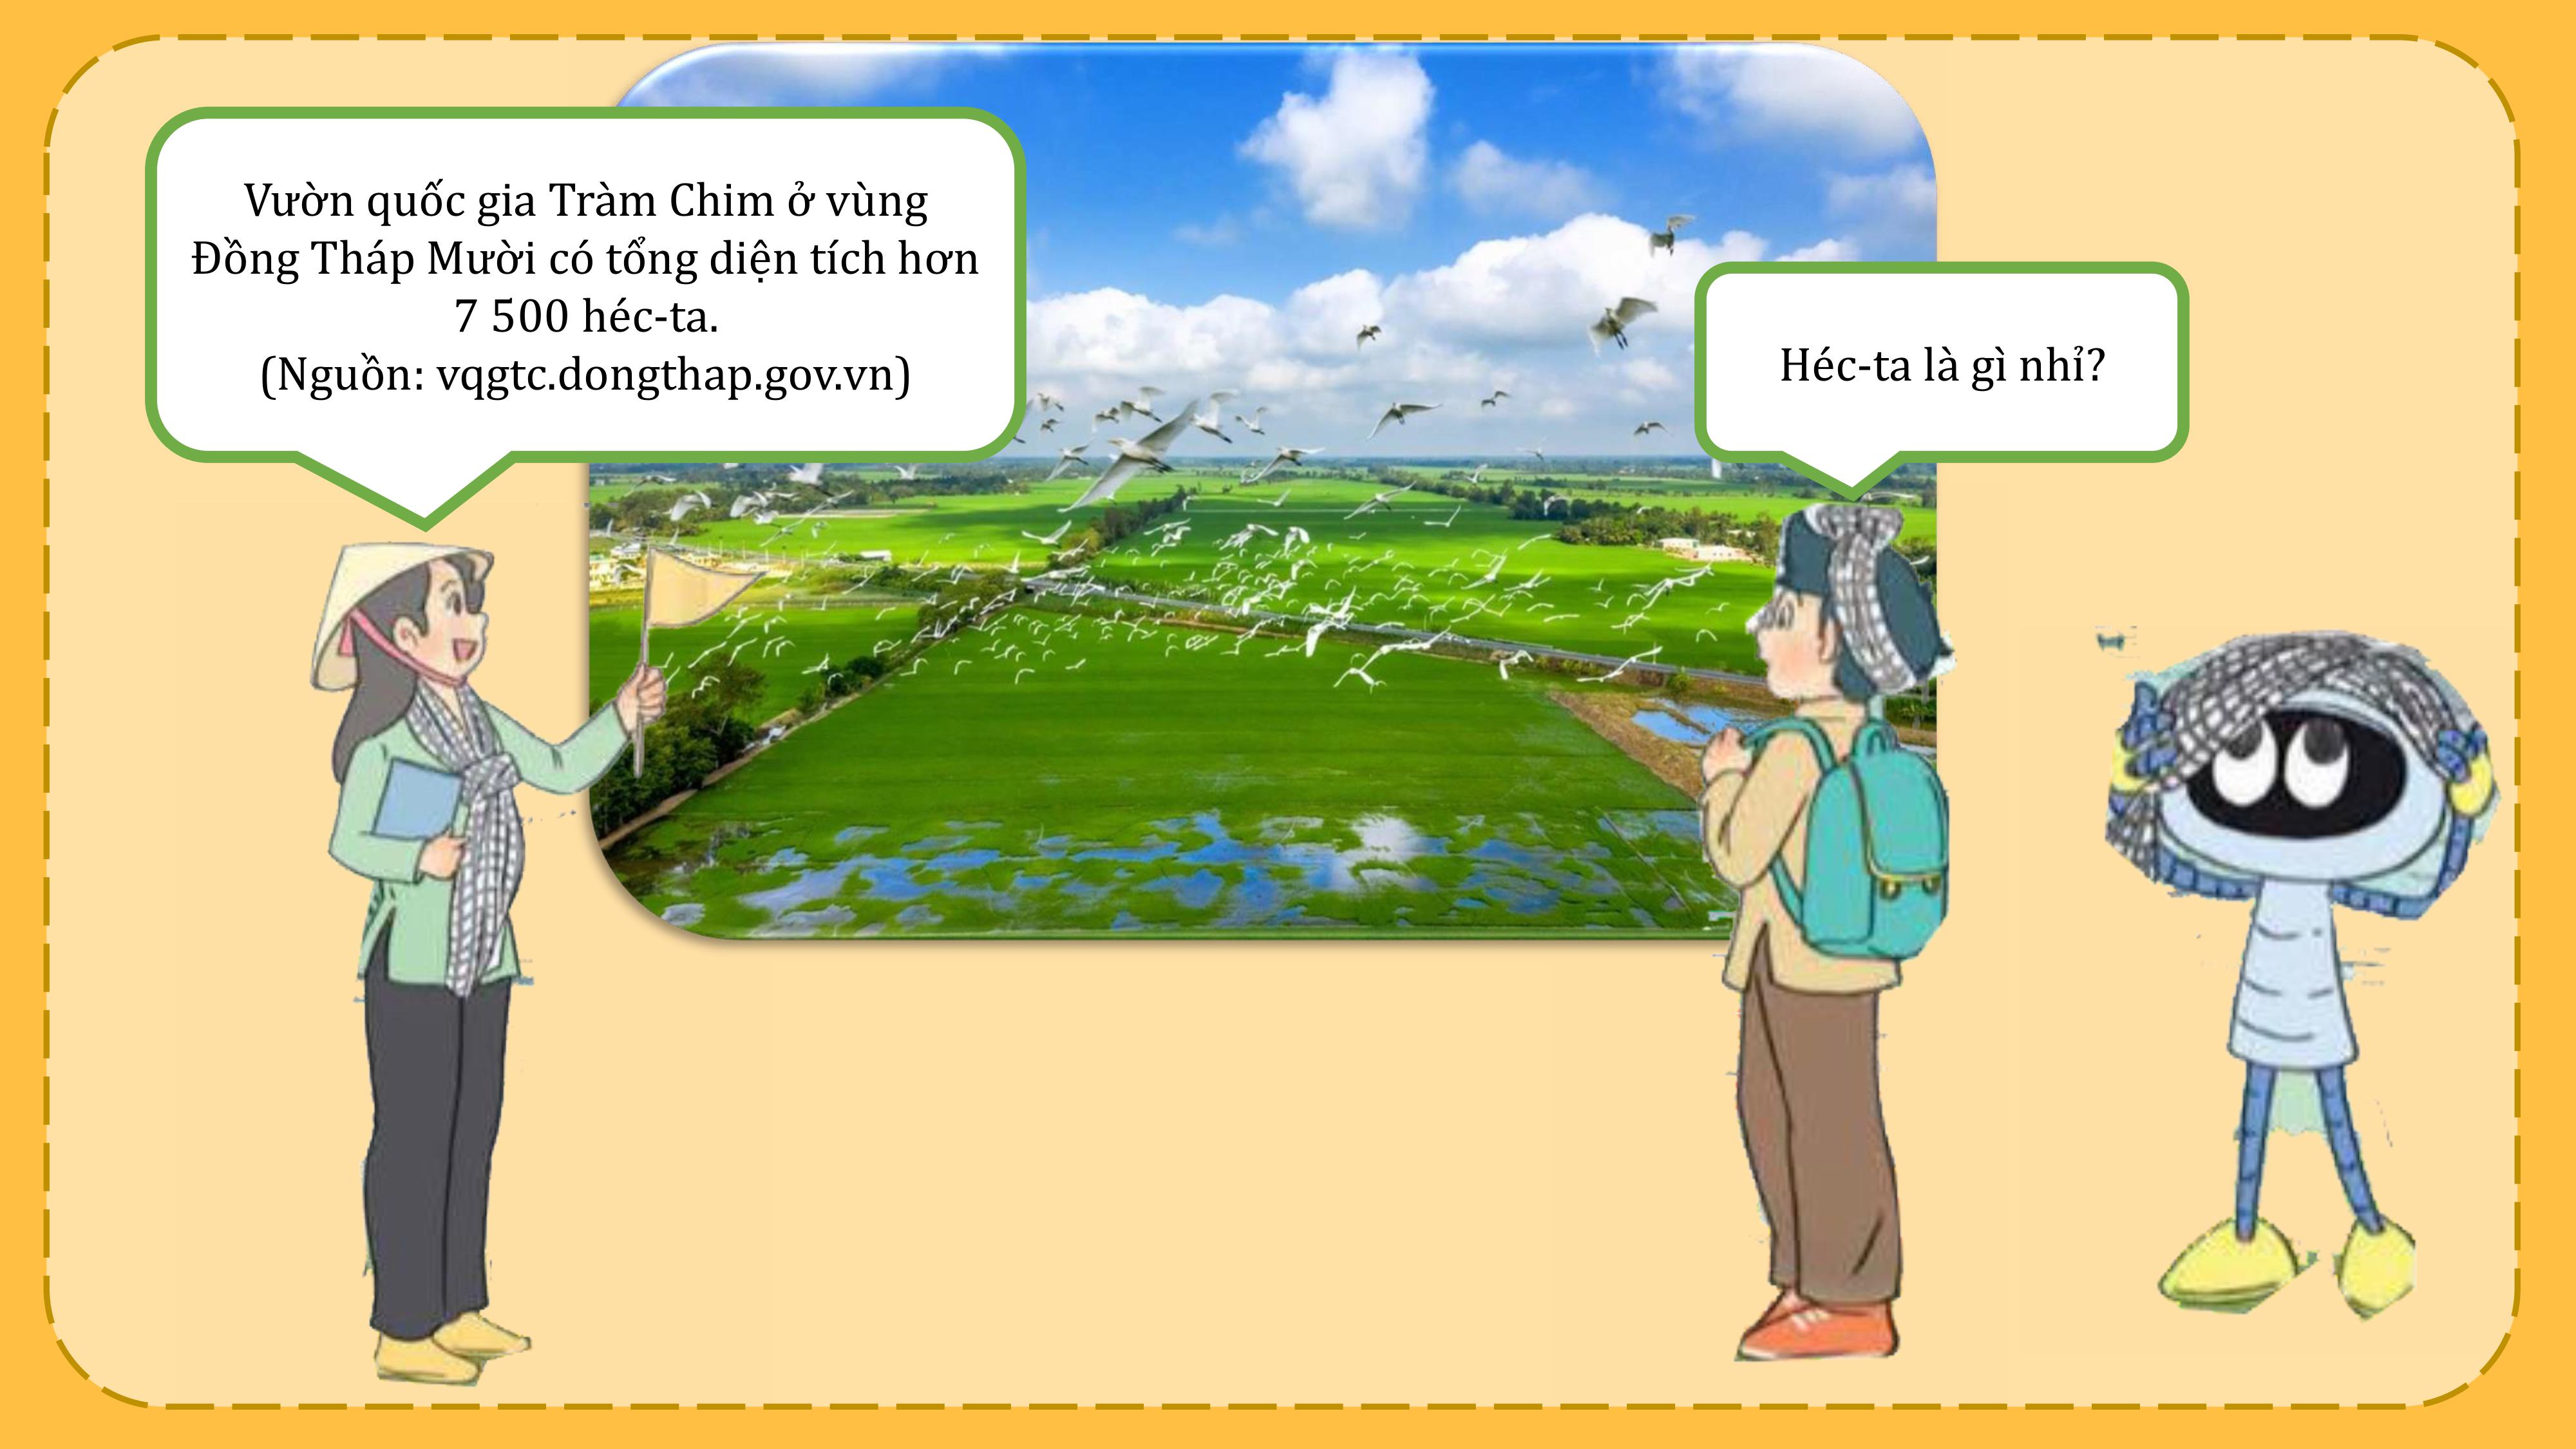 Vườn quốc gia Tràm Chim ở vùng
Đồng Tháp Mười có tổng diện tích hơn
7 500 héc-ta.
(Nguồn: vqgtc.dongthap.gov.vn)
Héc-ta là gì nhỉ?